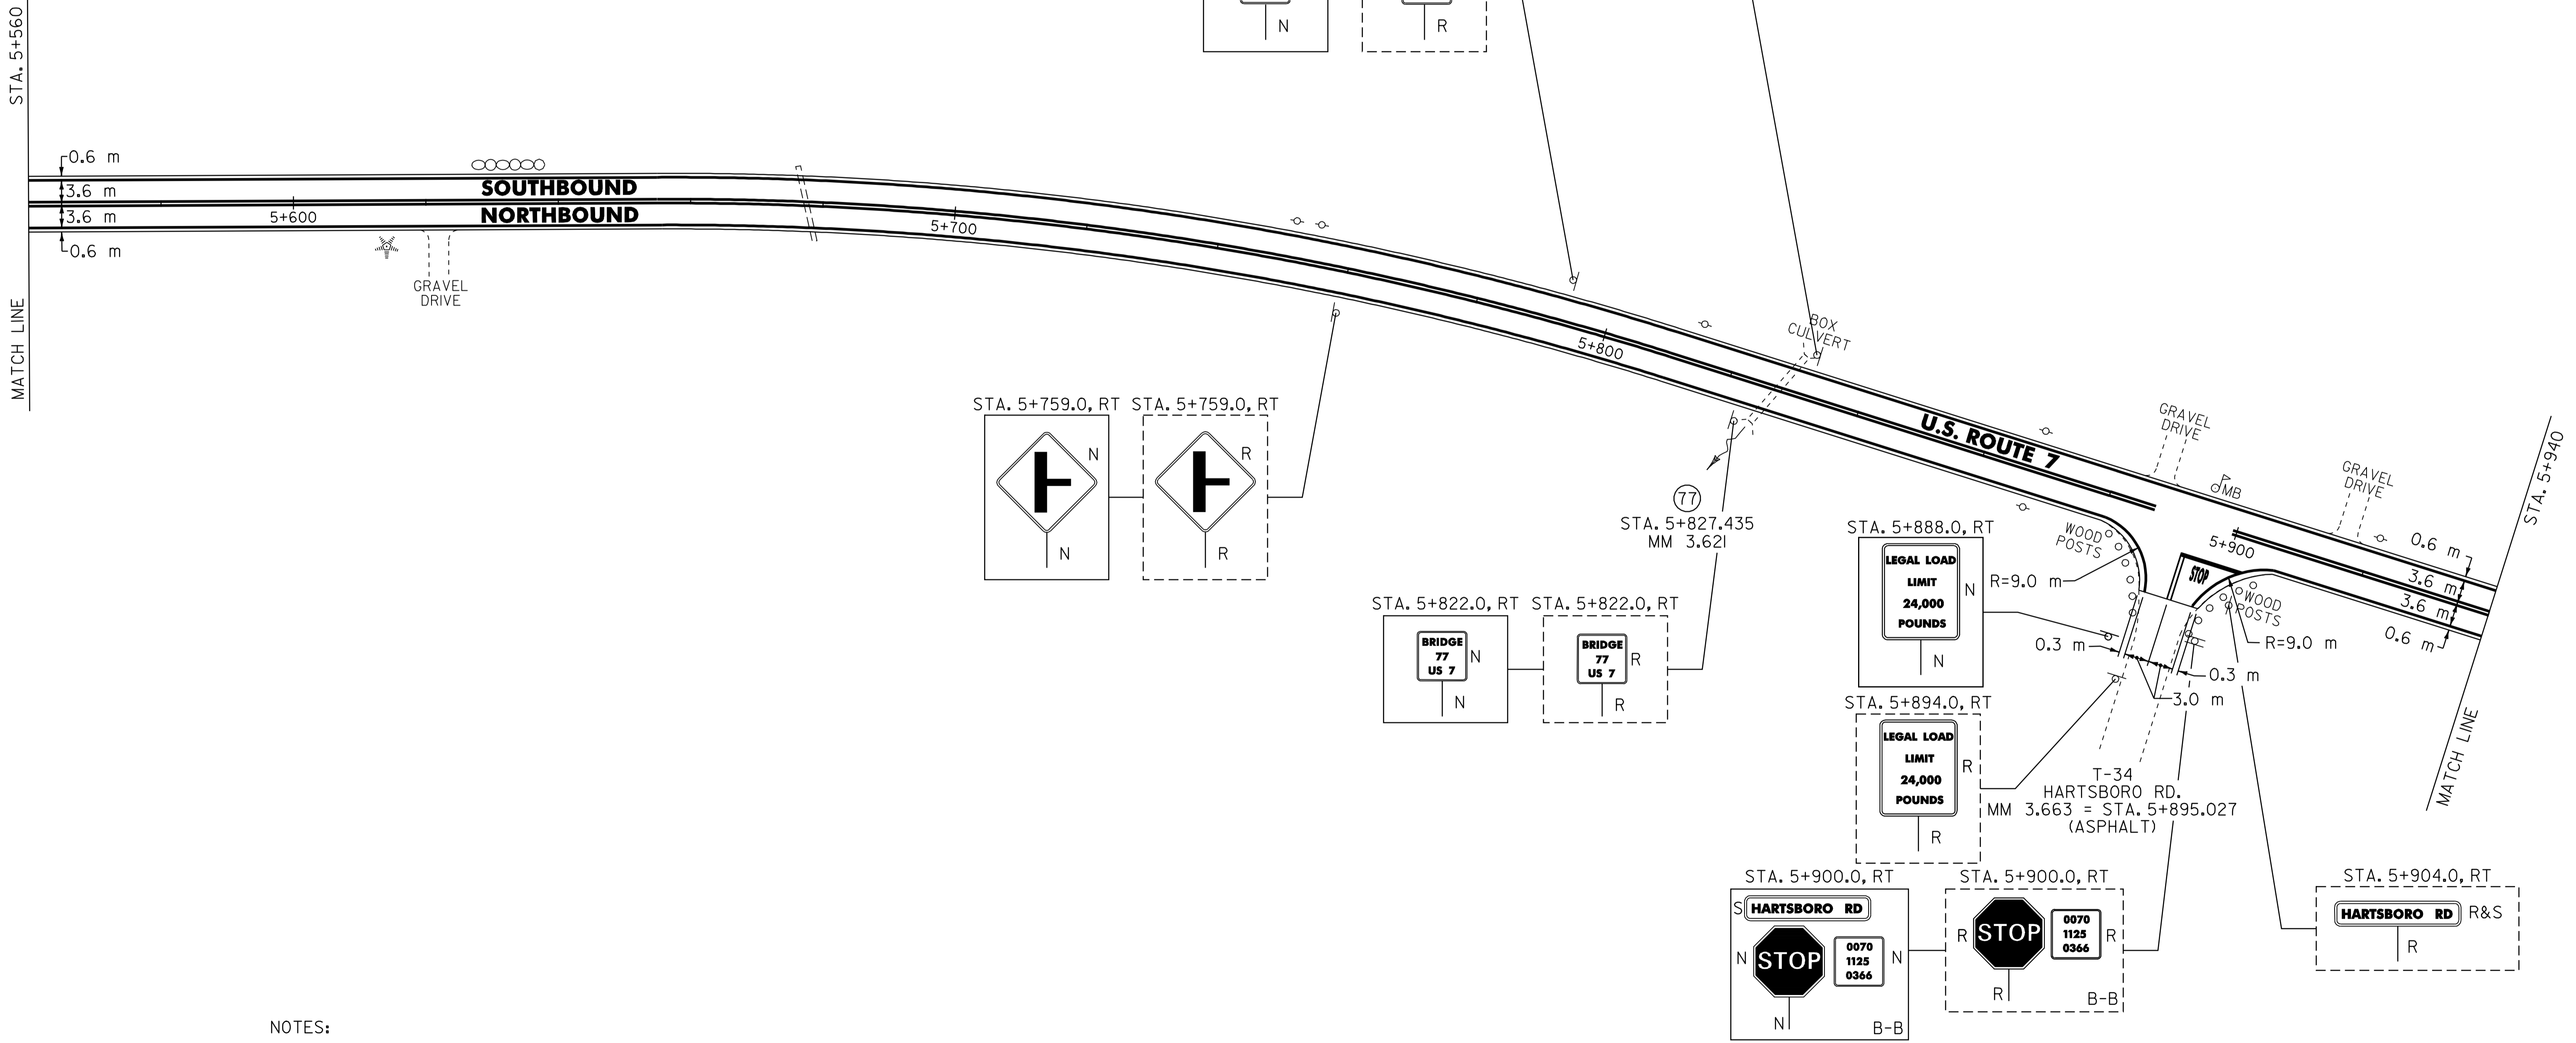 STA. 5+560
MATCH LINE
N
R
0.6 m
3.6 m
3.6 m
0.6 m
SOUTHBOUND
NORTHBOUND
5+600
GRAVEL
DRIVE
5+700
5+800
BOX
CULVERT
U.S. ROUTE 7
GRAVEL
DRIVE
MB
GRAVEL
DRIVE
STA. 5+940
MATCH LINE
0.6 m
3.6 m
3.6 m
0.6 m
5+900
STOP
WOOD
POSTS
WOOD
POSTS
R=9.0 m
R=9.0 m
0.3 m
0.3 m
3.0 m
STA. 5+759.0, RT
N
N
STA. 5+759.0, RT
R
R
77
STA. 5+827.435
MM 3.621
STA. 5+822.0, RT
BRIDGE
77
US 7
N
N
STA. 5+822.0, RT
BRIDGE
77
US 7
R
R
STA. 5+888.0, RT
LEGAL LOAD
LIMIT
24,000
POUNDS
N
N
STA. 5+894.0, RT
LEGAL LOAD
LIMIT
24,000
POUNDS
R
R
T-34
HARTSBORO RD.
MM 3.663 = STA. 5+895.027
(ASPHALT)
STA. 5+900.0, RT
S HARTSBORO RD
N STOP
0070
1125
0366
N
N
B-B
STA. 5+900.0, RT
R STOP
0070
1125
0366
R
R
B-B
STA. 5+904.0, RT
HARTSBORO RD R&S
R
NOTES: